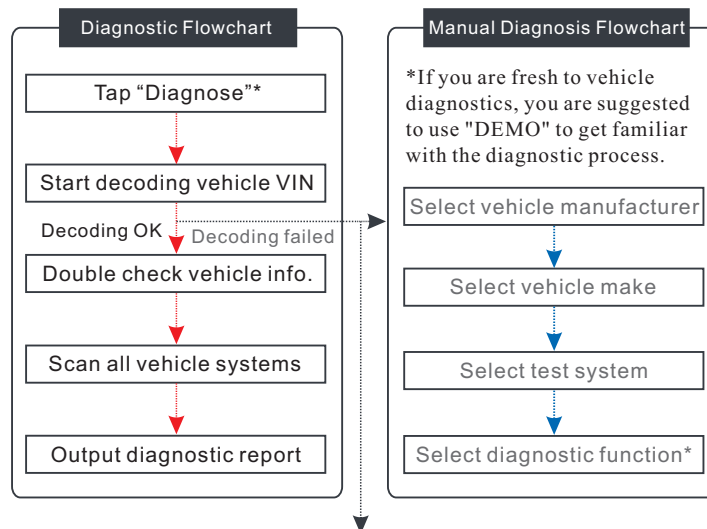 Diagnostic Flowchart
Tap “Diagnose”*
Start decoding vehicle VIN
Decoding OK
Decoding failed
Double check vehicle info.
Scan all vehicle systems
Output diagnostic report
Manual Diagnosis Flowchart
*If you are fresh to vehicle
diagnostics, you are suggested
to use "DEMO" to get familiar
with the diagnostic process.
Select vehicle manufacturer
Select vehicle make
Select test system
Select diagnostic function*